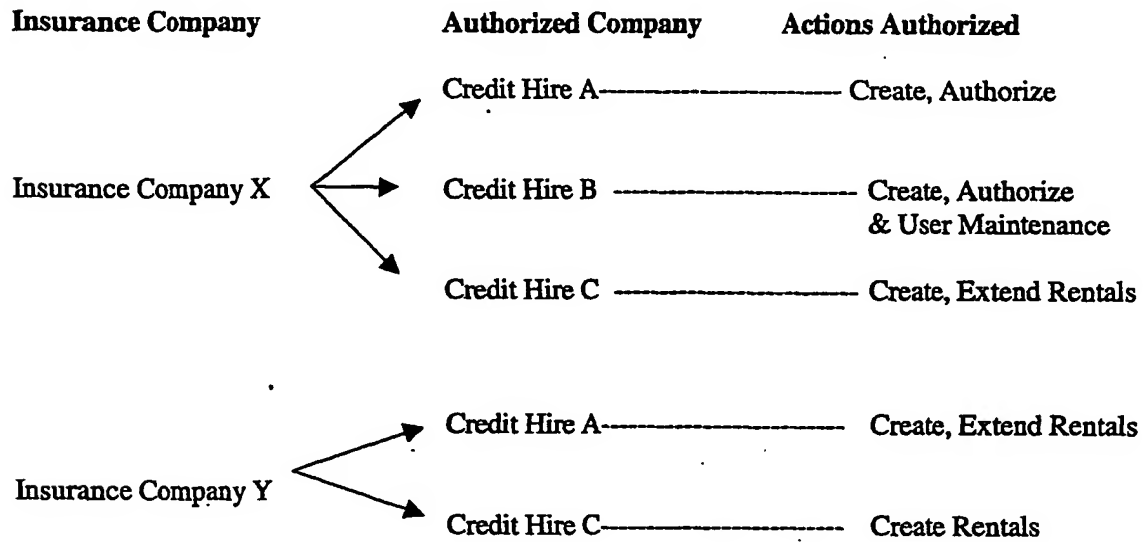 Insurance Company Authorized Company Actions Authorized
Credit Hire A Create, Authorize
Insurance Company X Credit Hire B Create, Authorize
& User Maintenance
Credit Hire C Create, Extend Rentals
Credit Hire A Create, Extend Rentals
Insurance Company Y
Credit Hire C Create Rentals